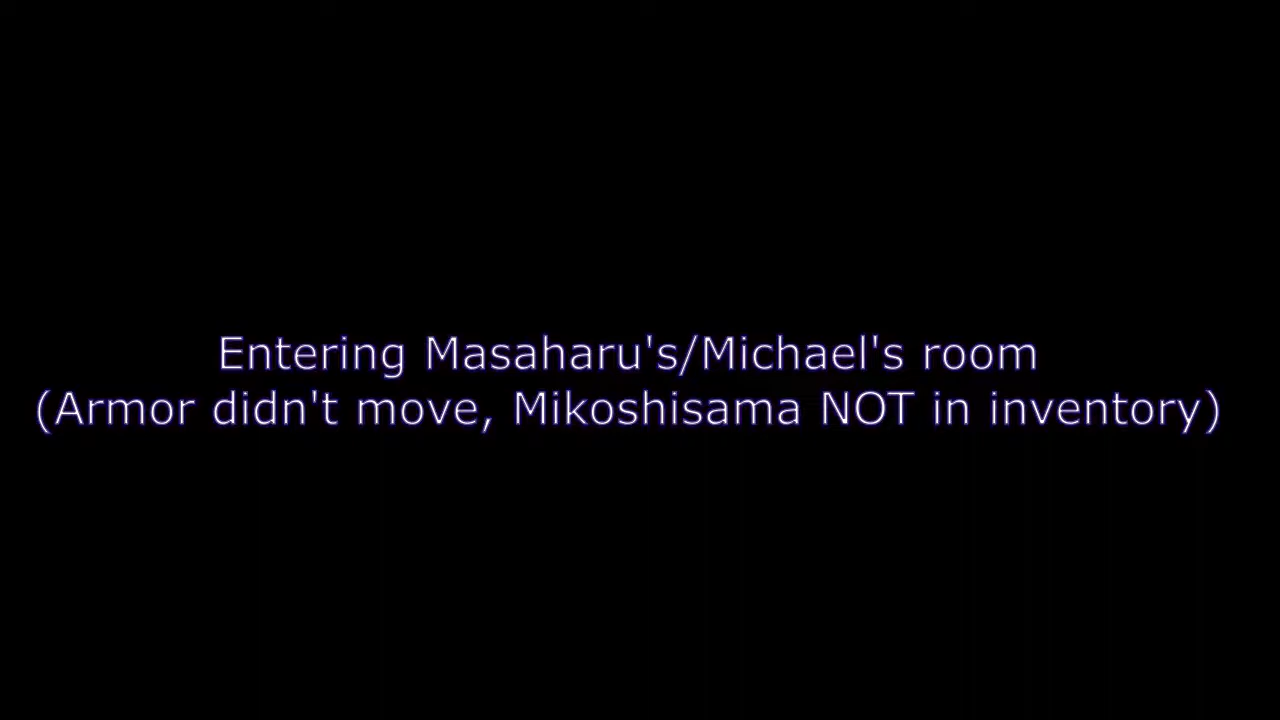 Entering Masaharu's/Michael's room
(Armor didn't move, Mikoshisama NOT in inventory)